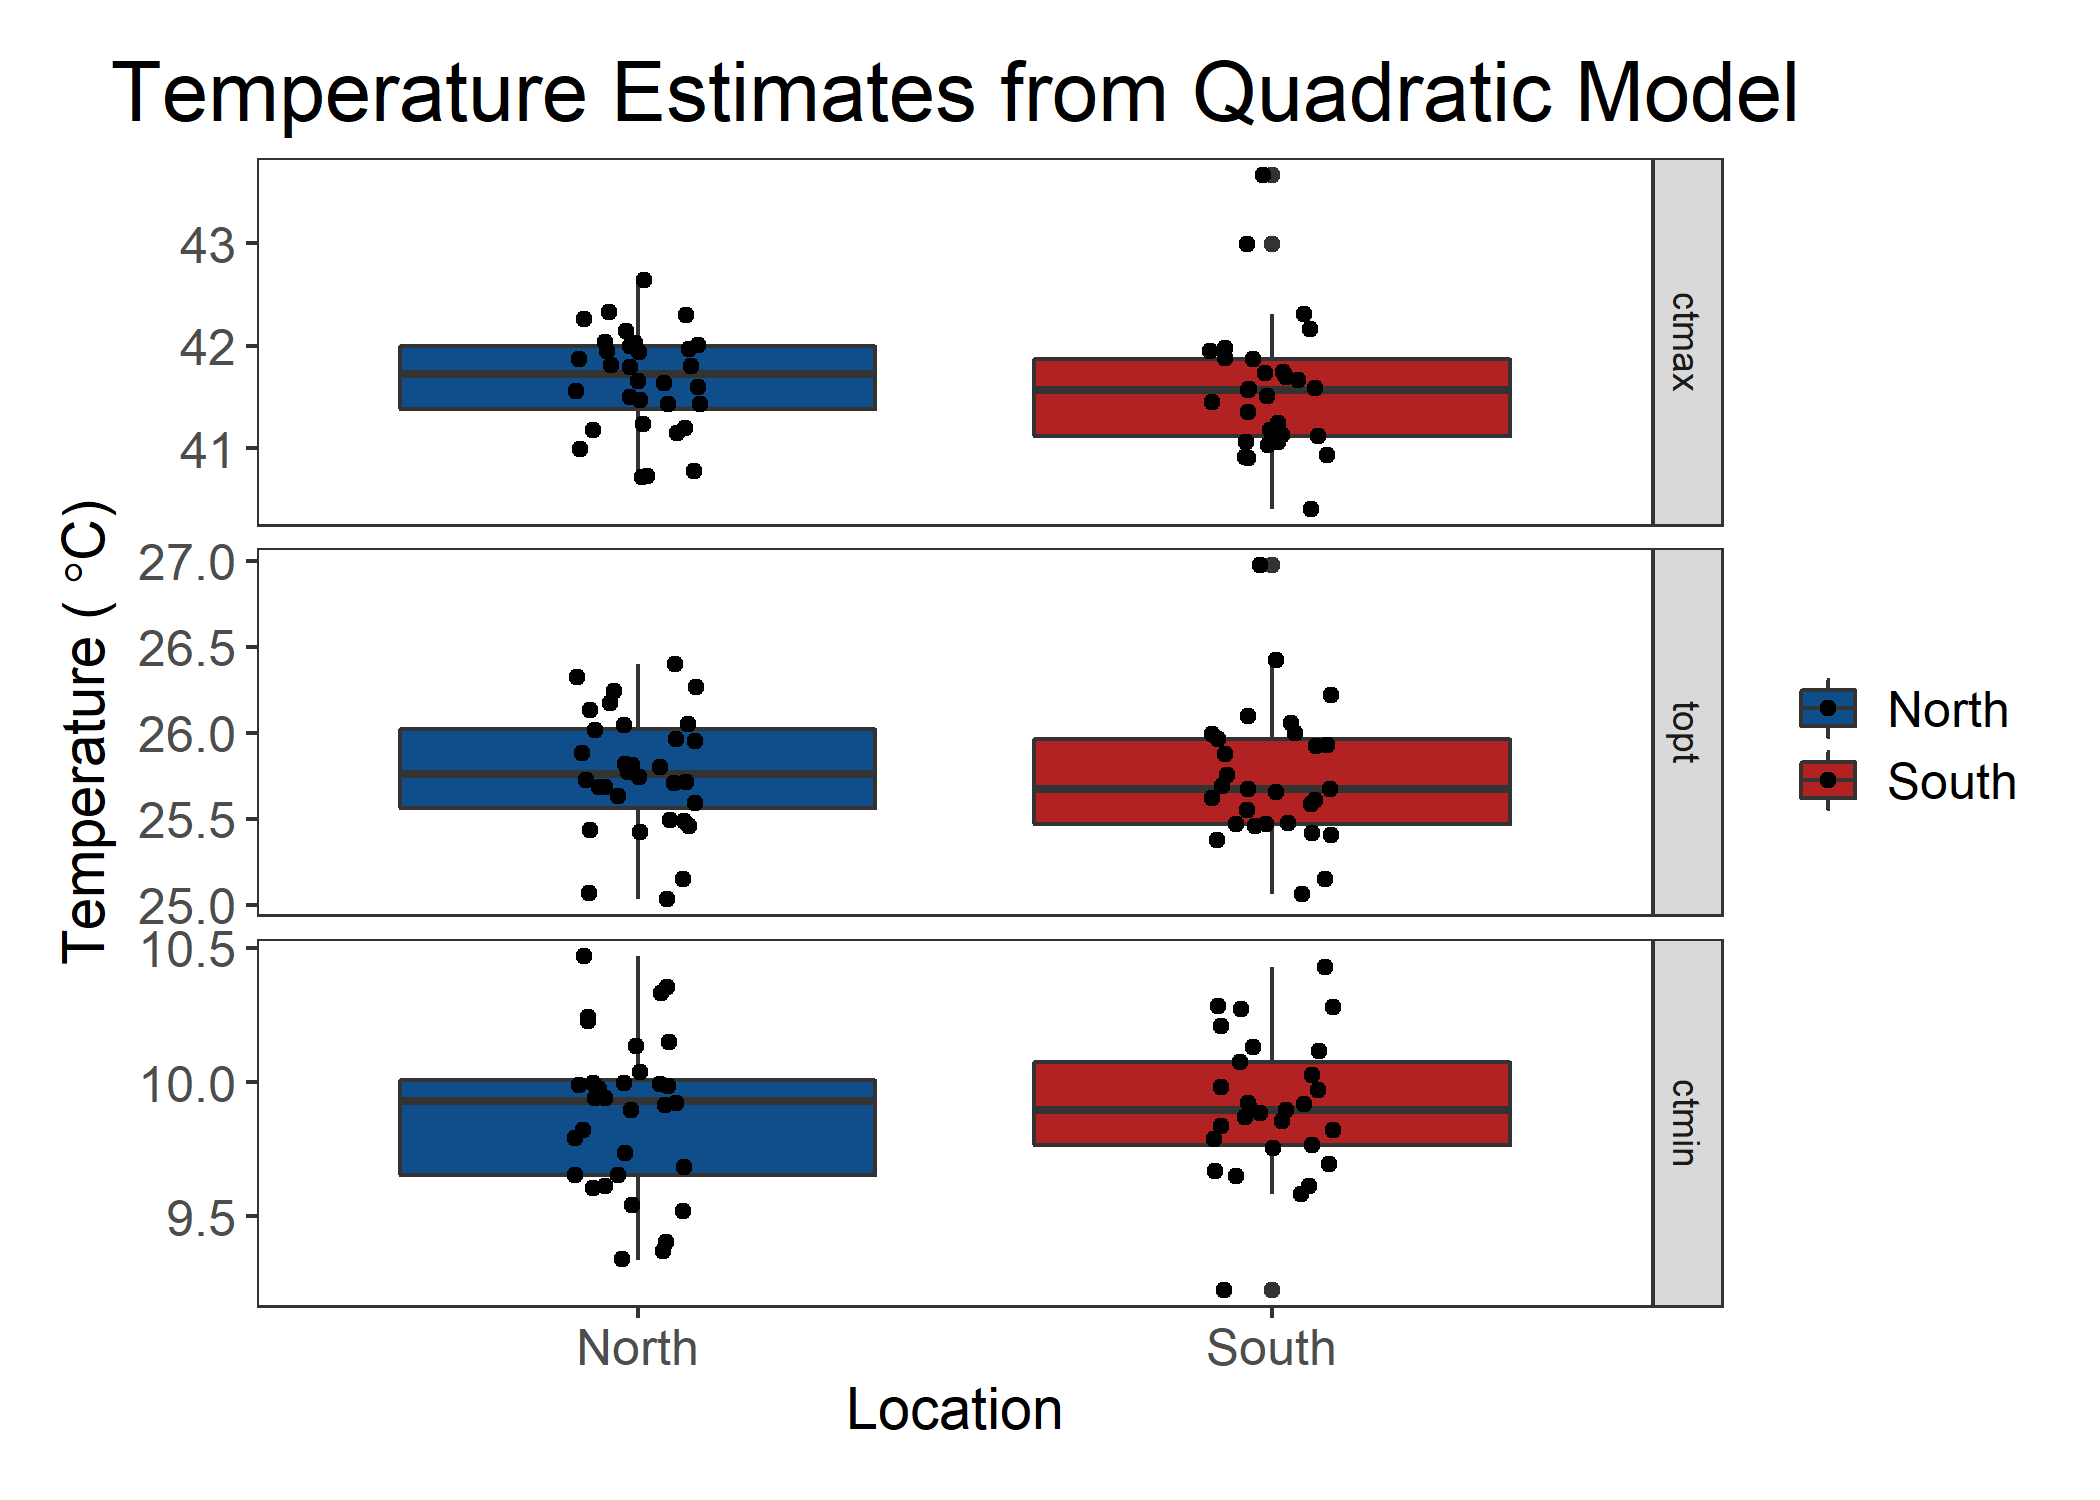 Temperature Estimates from Quadratic Model
43
42
41
ctmax
27.0
26.5
26.0
25.5
25.0
topt
10.5
10.0
9.5
ctmin
Temperature ( °C)
North
South
Location
North
South